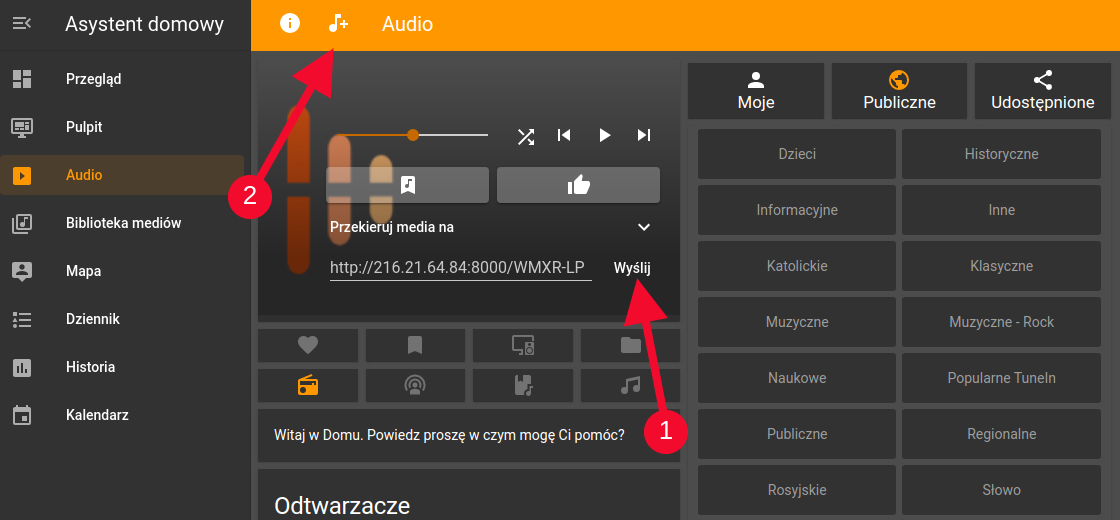 Asystent domowy
Audio
Przegląd
Pulpit
Audio
Biblioteka mediów
Mapa
Dziennik
Historia
Kalendarz
2
Przekieruj media na
http://216.21.64.84:8000/WMXR-LP
Wyślij
1
Witaj w Domu. Powiedz proszę w czym mogę Ci pomóc?
Odtwarzacze
Moje
Publiczne
Udostępnione
Dzieci
Historyczne
Informacyjne
Inne
Katolickie
Klasyczne
Muzyczne
Muzyczne - Rock
Naukowe
Popularne TuneIn
Publiczne
Regionalne
Rosyjskie
Słowo